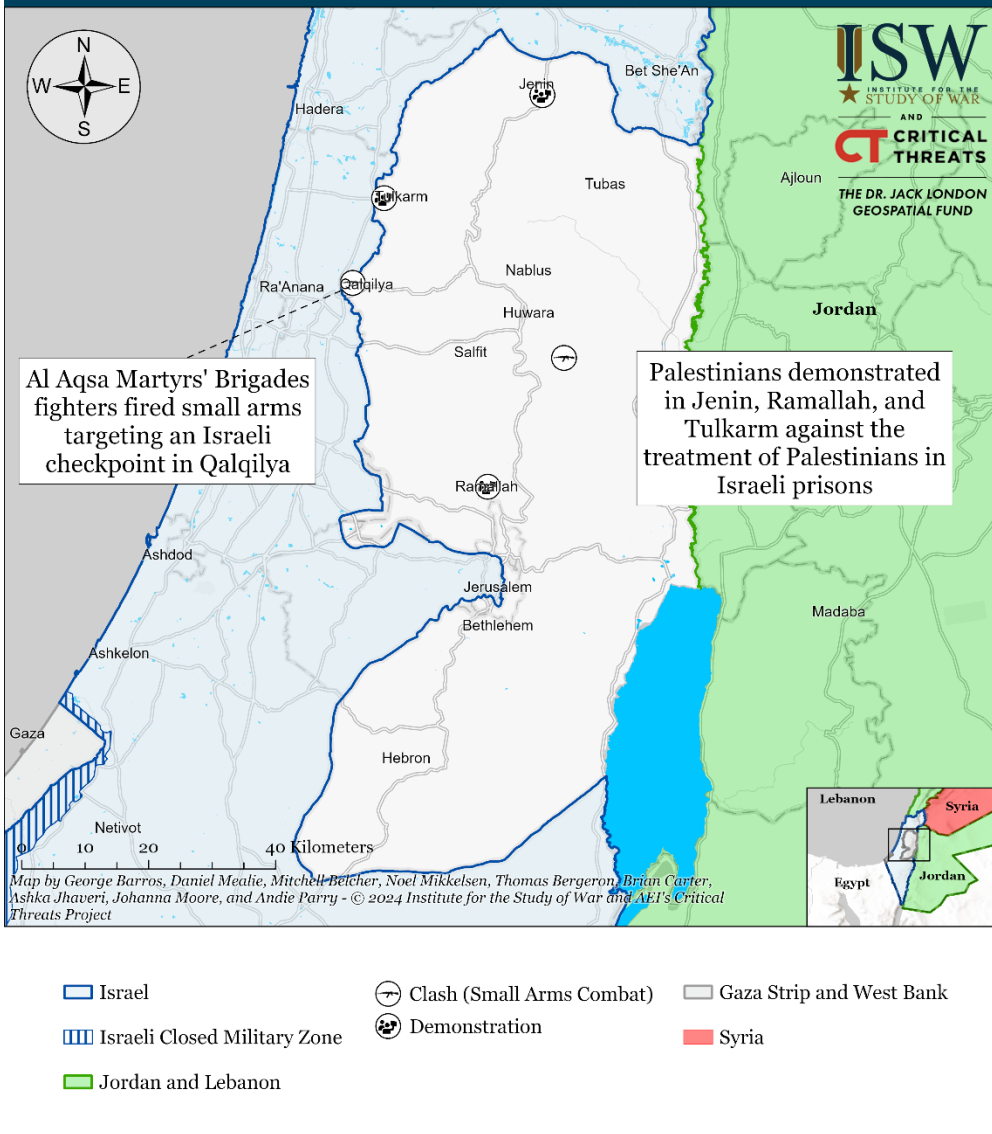 N
W
E
S
ISW
INSTITUTE FOR THE
STUDY OF WAR
AND
CT CRITICAL
THREATS
THE DR. JACK LONDON
GEOSPATIAL FUND
Jenin
Bet She'An
Hadera
Tubas
Ajloun
Tulkarm
Nablus
Ra'Anana
Qalqilya
Huwara
Jordan
Salfit
Al Aqsa Martyrs' Brigades
fighters fired small arms
targeting an Israeli
checkpoint in Qalqilya
Palestinians demonstrated
in Jenin, Ramallah, and
Tulkarm against the
treatment of Palestinians in
Israeli prisons
Ramallah
Ashdod
Jerusalem
Madaba
Bethlehem
Ashkelon
Gaza
Hebron
Netivot
Lebanon
Syria
Egypt
Jordan
0 10 20 40 Kilometers
Map by George Barros, Daniel Mealie, Mitchell Belcher, Noel Mikkelsen, Thomas Bergeron, Brian Carter,
Ashka Jhaveri, Johanna Moore, and Andie Parry - © 2024 Institute for the Study of War and AEI's Critical
Threats Project
Israel
Clash (Small Arms Combat)
Gaza Strip and West Bank
Israeli Closed Military Zone
Demonstration
Syria
Jordan and Lebanon